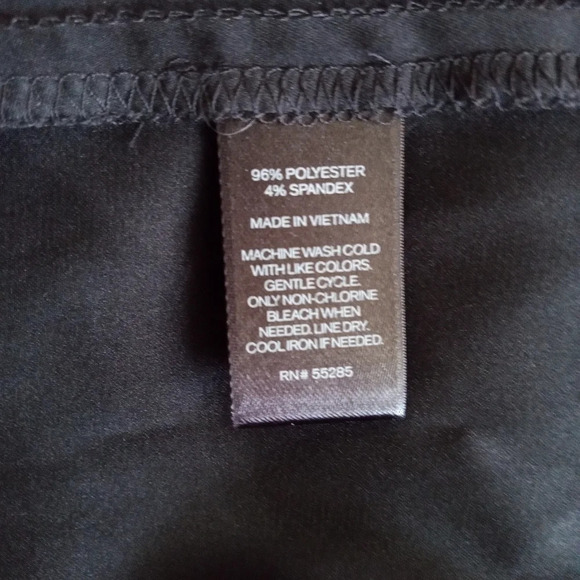 96% POLYESTER
4% SPANDEX
MADE IN VIETNAM
MACHINE WASH COLD
WITH LIKE COLORS.
GENTLE CYCLE.
ONLY NON-CHLORINE
BLEACH WHEN
NEEDED. LINE DRY.
COOL IRON IF NEEDED.
RN# 55285